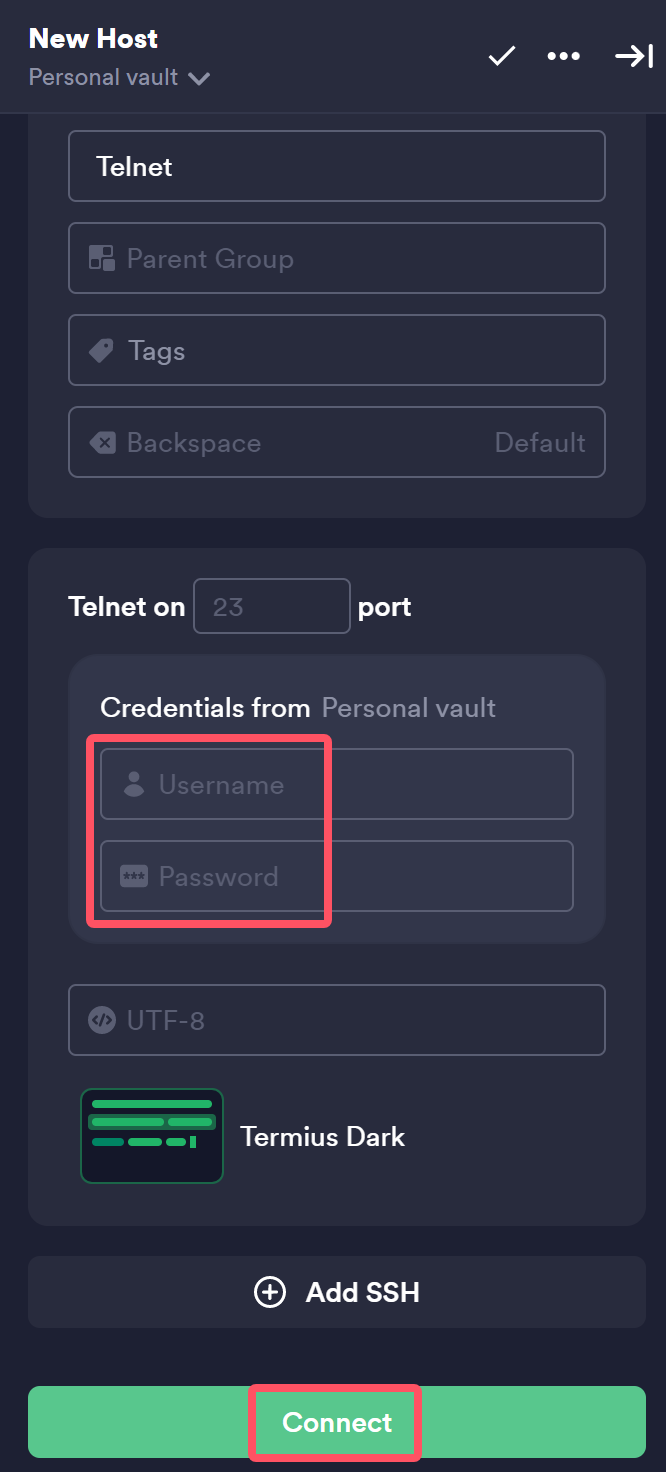 New Host
Personal vault
Telnet
Parent Group
Tags
Backspace Default
Telnet on 23 port
Credentials from Personal vault
Username
Password
UTF-8
Termius Dark
Add SSH
Connect